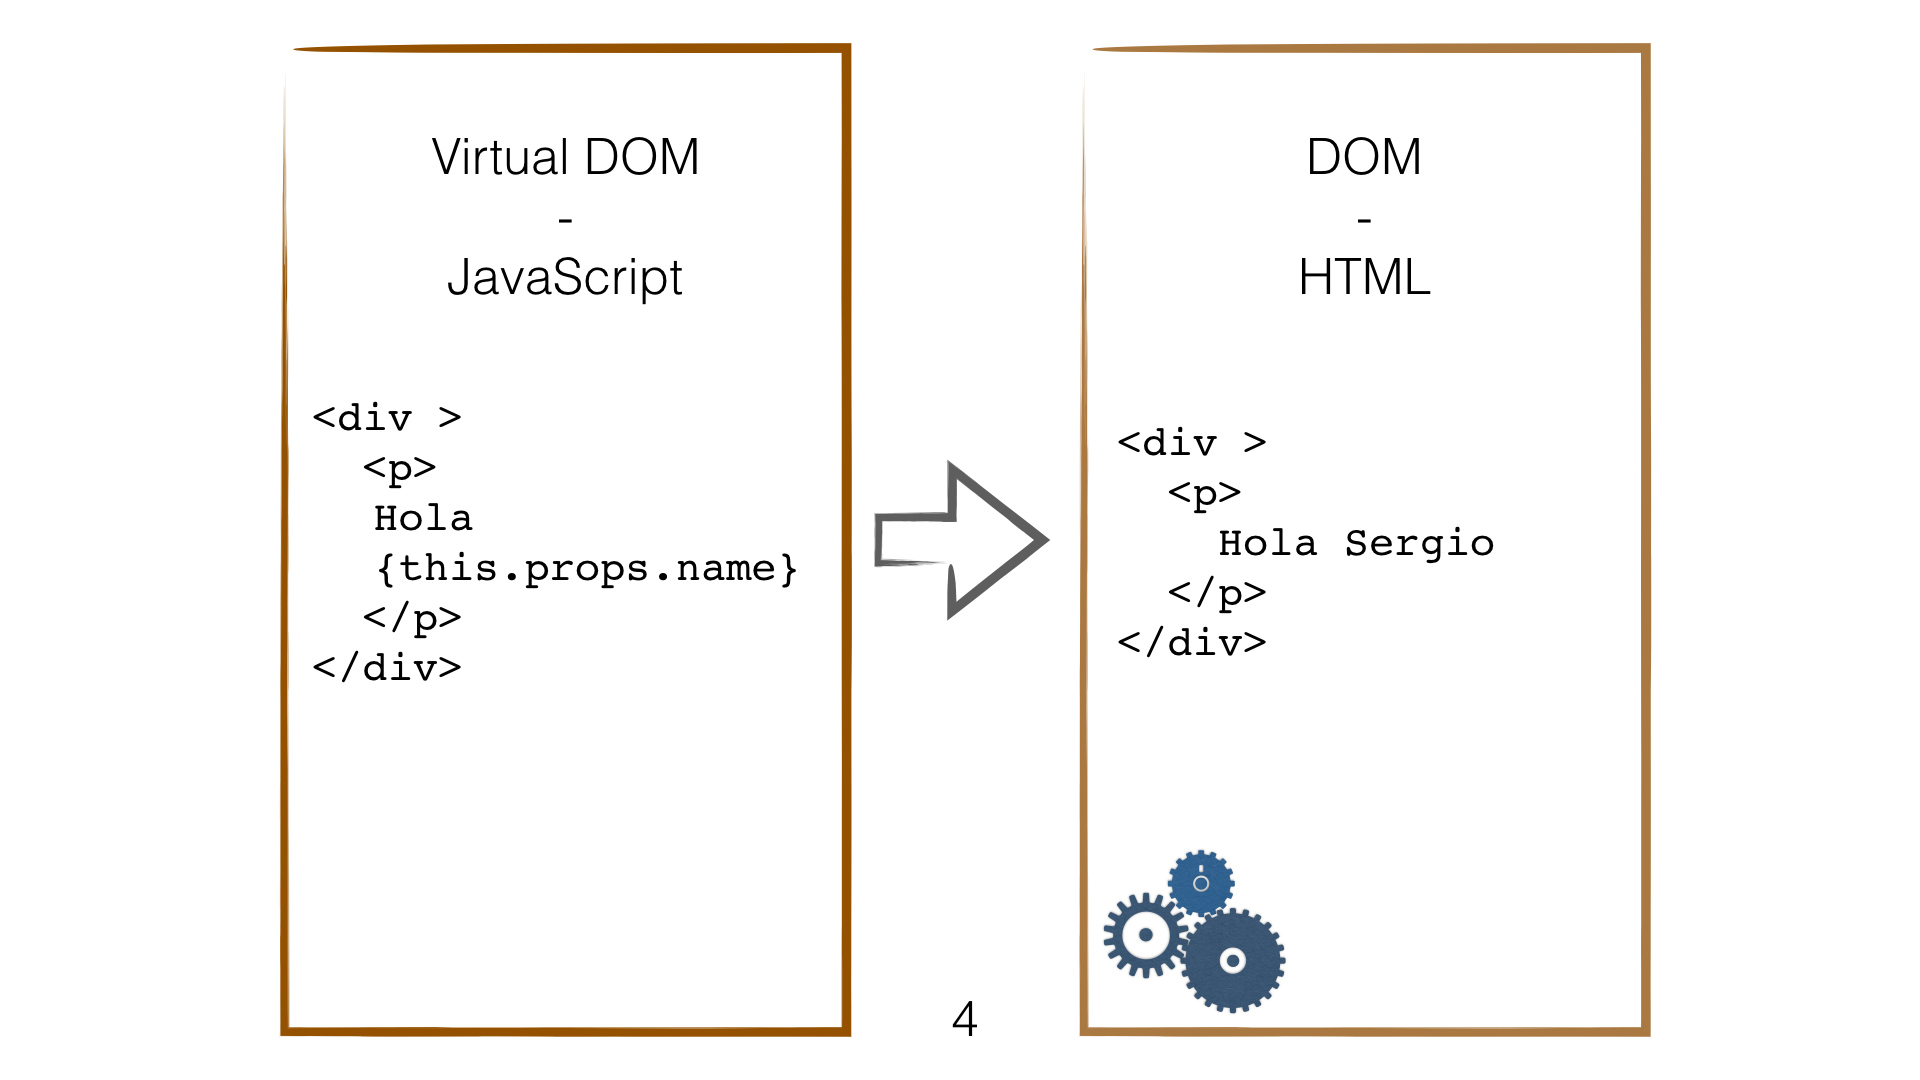 Virtual DOM
-
JavaScript
<div >
  <p>
  Hola
  {this.props.name}
  </p>
</div>
DOM
-
HTML
<div >
  <p>
    Hola Sergio
  </p>
</div>
4